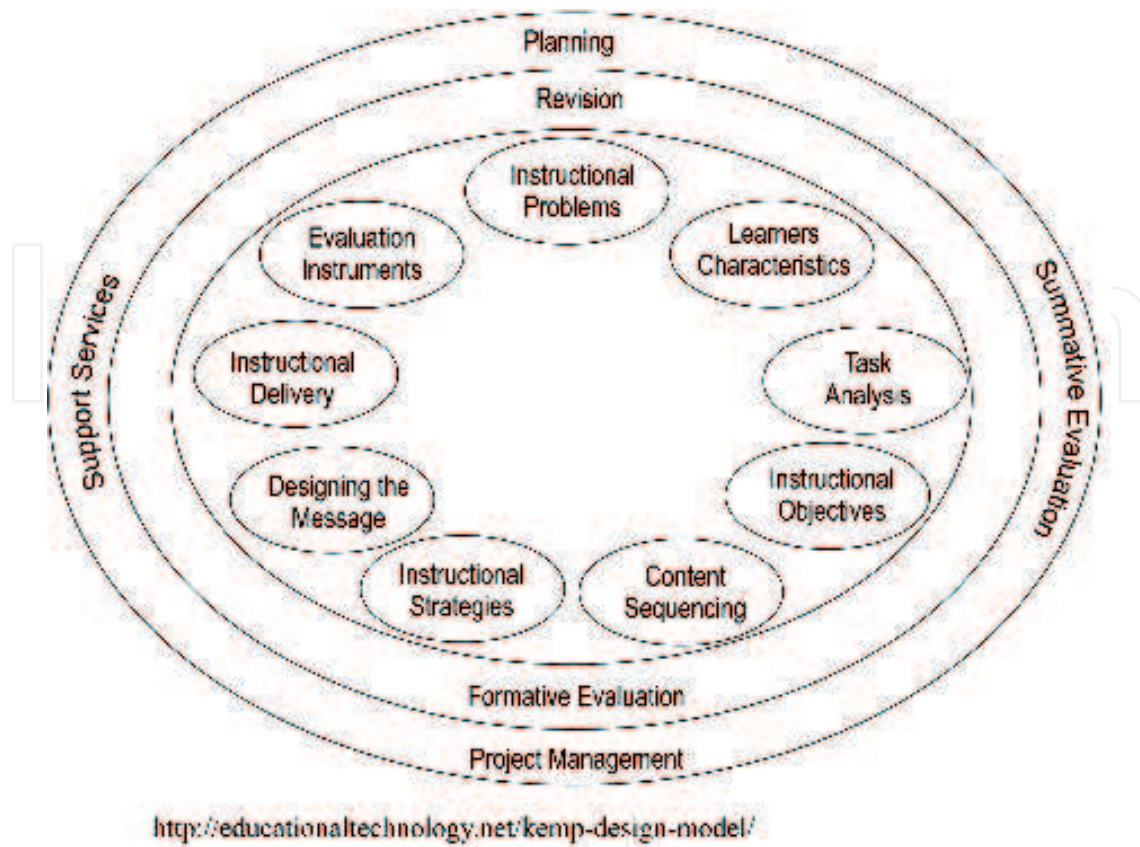 Planning
Revision
Instructional
Problems
Evaluation
Instruments
Learners
Characteristics
Support Services
Summative Evaluation
Instructional
Delivery
Task
Analysis
Designing the
Message
Instructional
Objectives
Instructional
Strategies
Content
Sequencing
Formative Evaluation
Project Management
http://educationaltechnology.net/kemp-design-model/